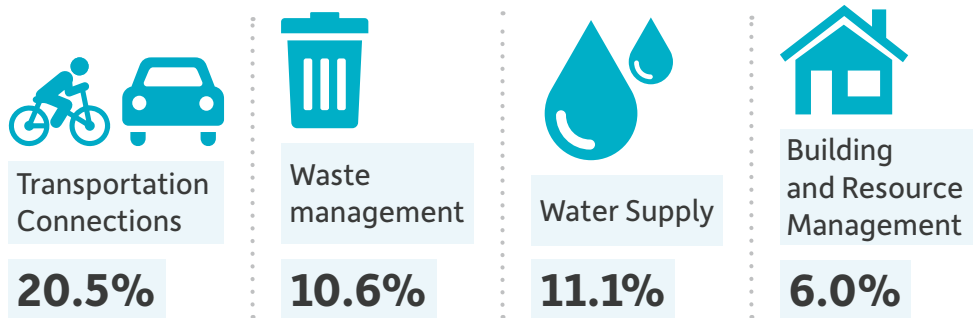 Transportation
Connections
20.5%
Waste
management
10.6%
Water Supply
11.1%
Building
and Resource
Management
6.0%